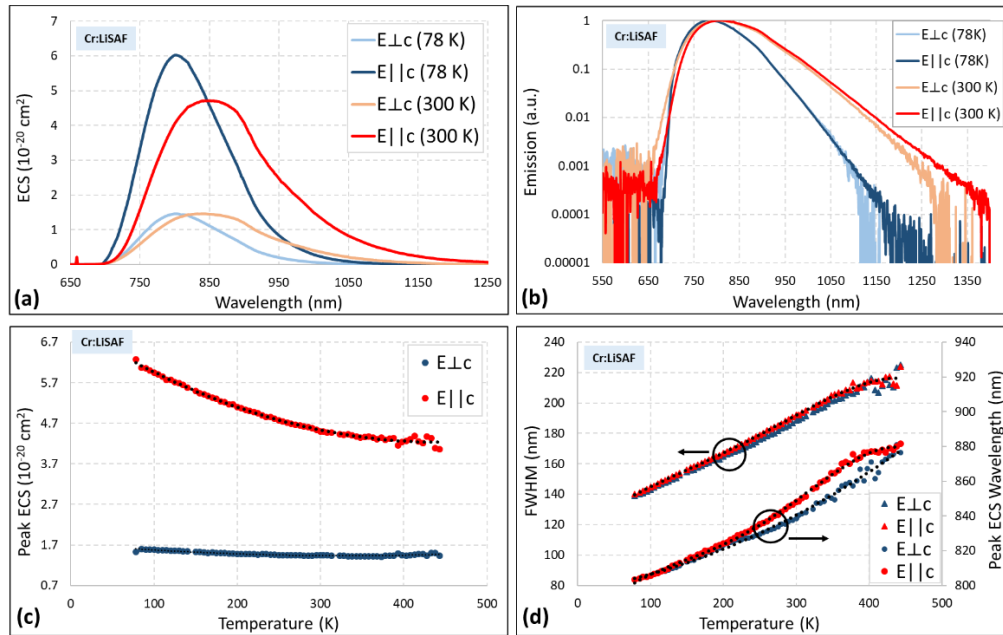 Cr:LiSAF
E⊥c (78 K)
E||c (78 K)
E⊥c (300 K)
E||c (300 K)
7
6
5
4
3
2
1
0
ECS (10⁻²⁰ cm²)
650 750 850 950 1050 1150 1250
Wavelength (nm)
(a)
Cr:LiSAF
E⊥c (78K)
E||c (78K)
E⊥c (300 K)
E||c (300 K)
1
0.1
0.01
0.001
0.0001
0.00001
Emission (a.u.)
550 650 750 850 950 1050 1150 1250 1350
Wavelength (nm)
(b)
Cr:LiSAF
E⊥c
E||c
6.7
5.7
4.7
3.7
2.7
1.7
0.7
Peak ECS (10⁻²⁰ cm²)
0 100 200 300 400 500
Temperature (K)
(c)
Cr:LiSAF
240
220
200
180
160
140
120
100
80
FWHM (nm)
940
920
900
880
860
840
820
800
Peak ECS Wavelength (nm)
E⊥c
E||c
E⊥c
E||c
0 100 200 300 400 500
Temperature (K)
(d)